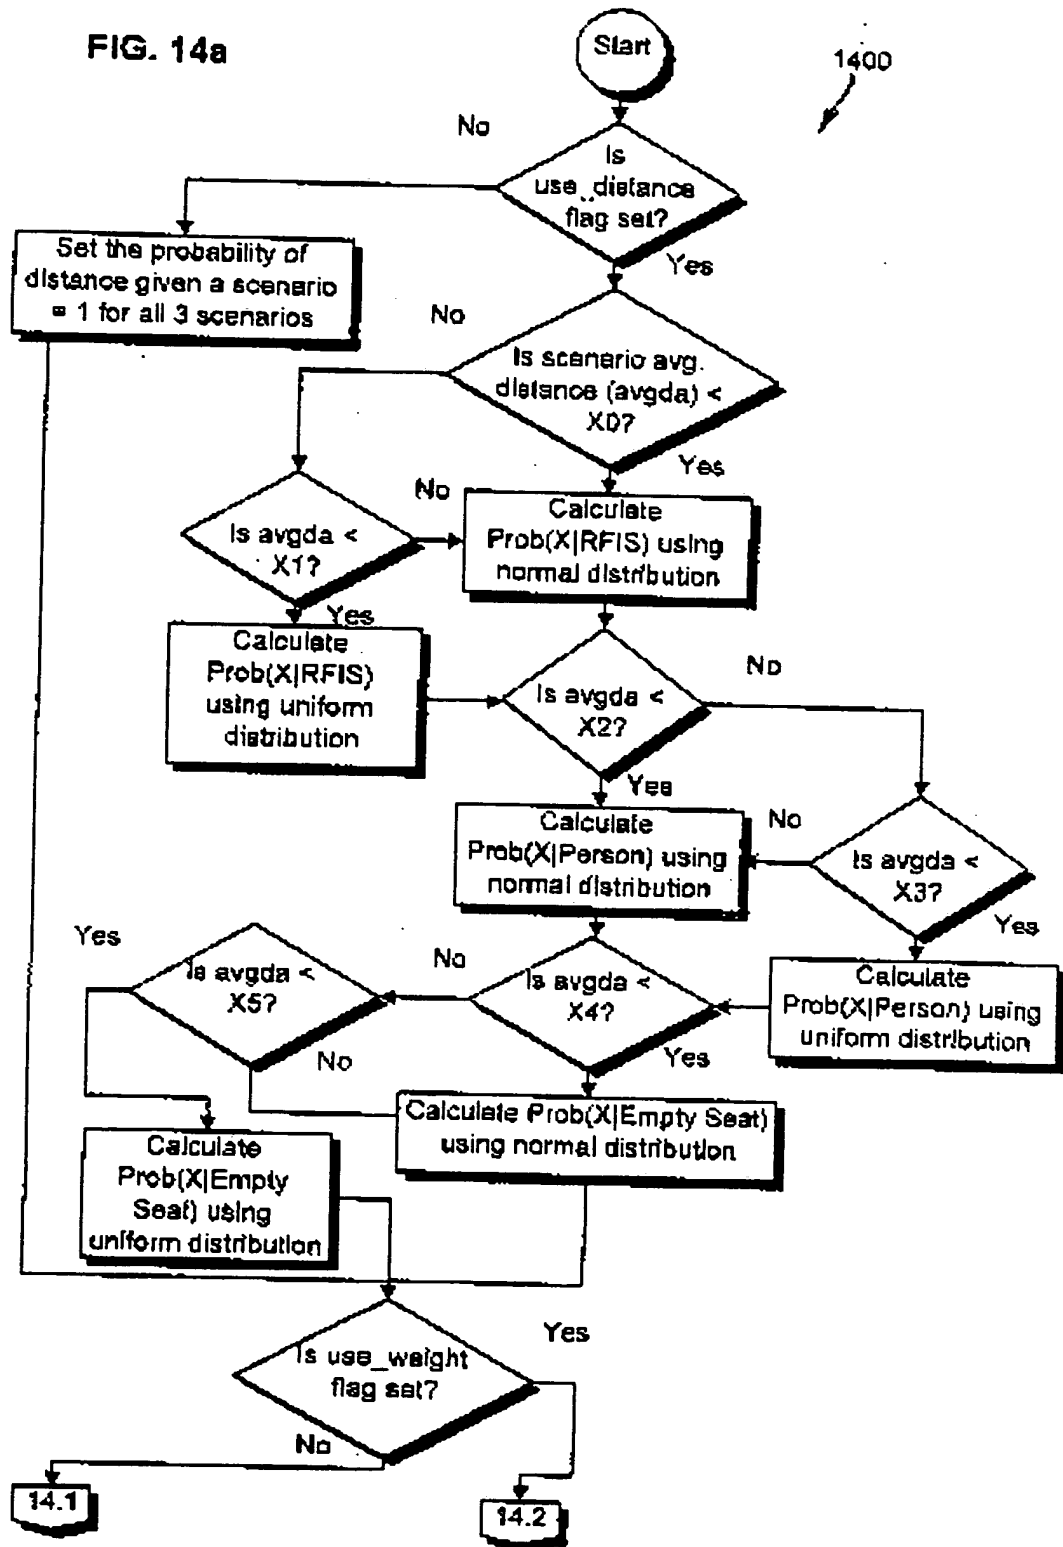 FIG. 14a
Start
1400
No
Is
use_distance
flag set?
Yes
Set the probability of
distance given a scenario
= 1 for all 3 scenarios
No
Is scenario avg.
distance (avgda) <
X0?
Yes
Is avgda <
X1?
No
Yes
Calculate
Prob(X|RFIS) using
normal distribution
Calculate
Prob(X|RFIS)
using uniform
distribution
Is avgda <
X2?
No
Yes
Calculate
Prob(X|Person) using
normal distribution
No
Is avgda <
X3?
Yes
Calculate
Prob(X|Person) using
uniform distribution
Is avgda <
X4?
No
Yes
Yes
Is avgda <
X5?
No
Calculate Prob(X|Empty Seat)
using normal distribution
Calculate
Prob(X|Empty
Seat) using
uniform distribution
Is use_weight
flag set?
Yes
No
14.1
14.2